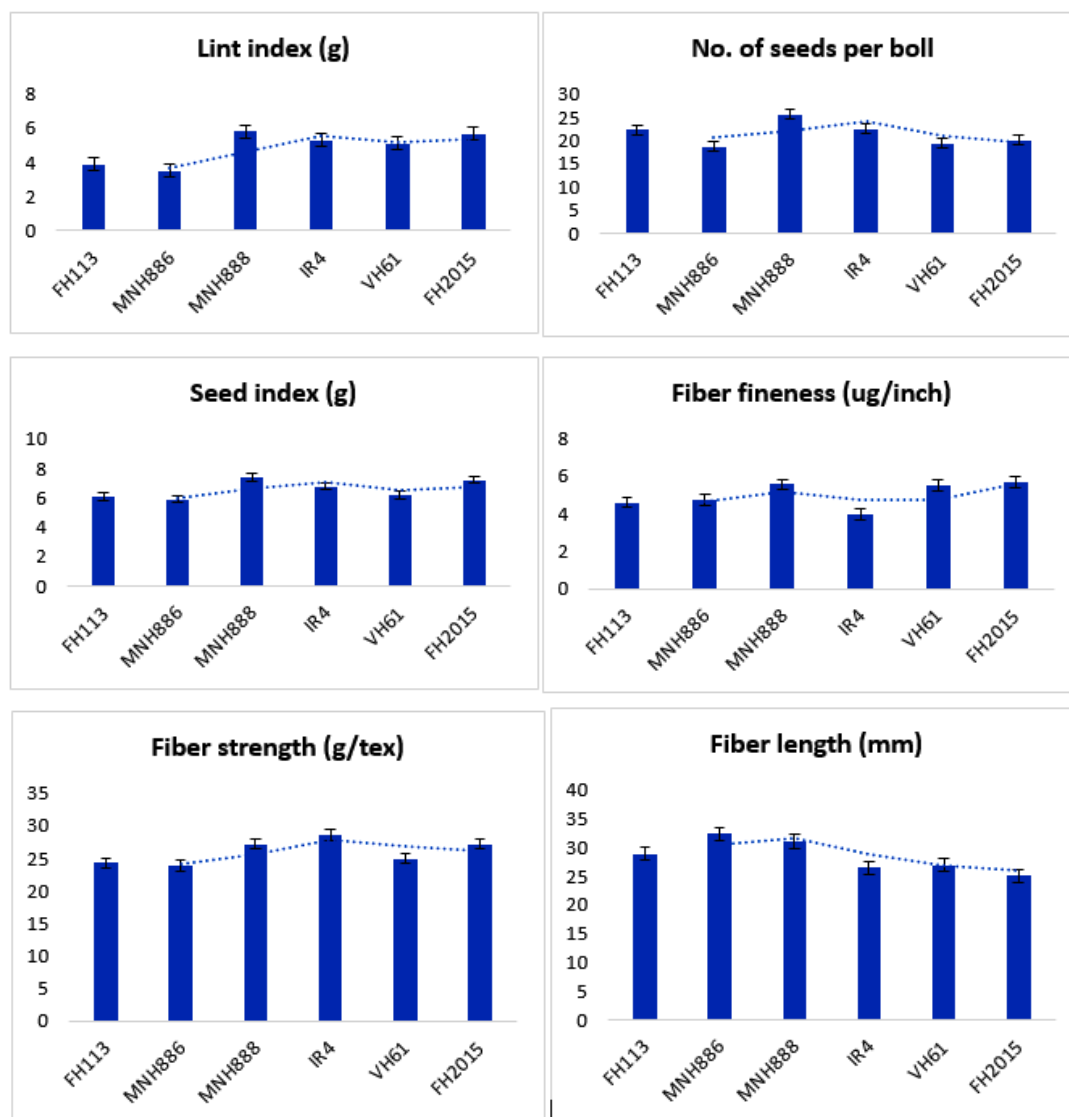 Lint index (g)
8
6
4
2
0
FH113
MNH886
MNH888
IR4
VH61
FH2015
No. of seeds per boll
30
25
20
15
10
5
0
FH113
MNH886
MNH888
IR4
VH61
FH2015
Seed index (g)
10
8
6
4
2
0
FH113
MNH886
MNH888
IR4
VH61
FH2015
Fiber fineness (ug/inch)
8
6
4
2
0
FH113
MNH886
MNH888
IR4
VH61
FH2015
Fiber strength (g/tex)
35
30
25
20
15
10
5
0
FH113
MNH886
MNH888
IR4
VH61
FH2015
Fiber length (mm)
40
35
30
25
20
15
10
5
0
FH113
MNH886
MNH888
IR4
VH61
FH2015